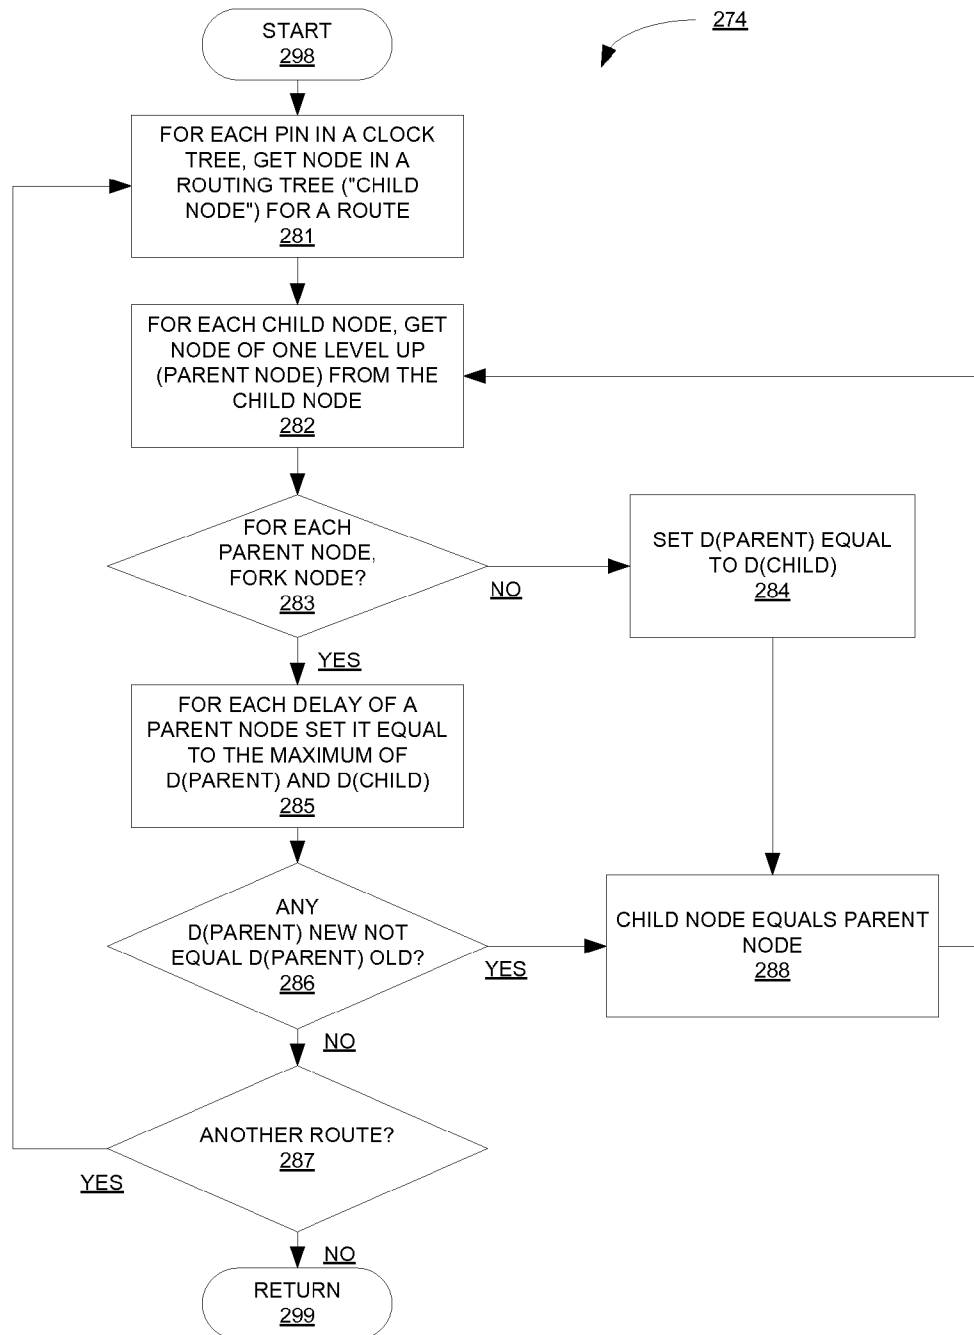 START
298
274
FOR EACH PIN IN A CLOCK
TREE, GET NODE IN A
ROUTING TREE ("CHILD
NODE") FOR A ROUTE
281
FOR EACH CHILD NODE, GET
NODE OF ONE LEVEL UP
(PARENT NODE) FROM THE
CHILD NODE
282
FOR EACH
PARENT NODE,
FORK NODE?
283
NO
SET D(PARENT) EQUAL
TO D(CHILD)
284
YES
FOR EACH DELAY OF A
PARENT NODE SET IT EQUAL
TO THE MAXIMUM OF
D(PARENT) AND D(CHILD)
285
ANY
D(PARENT) NEW NOT
EQUAL D(PARENT) OLD?
286
YES
CHILD NODE EQUALS PARENT
NODE
288
NO
ANOTHER ROUTE?
287
YES
NO
RETURN
299